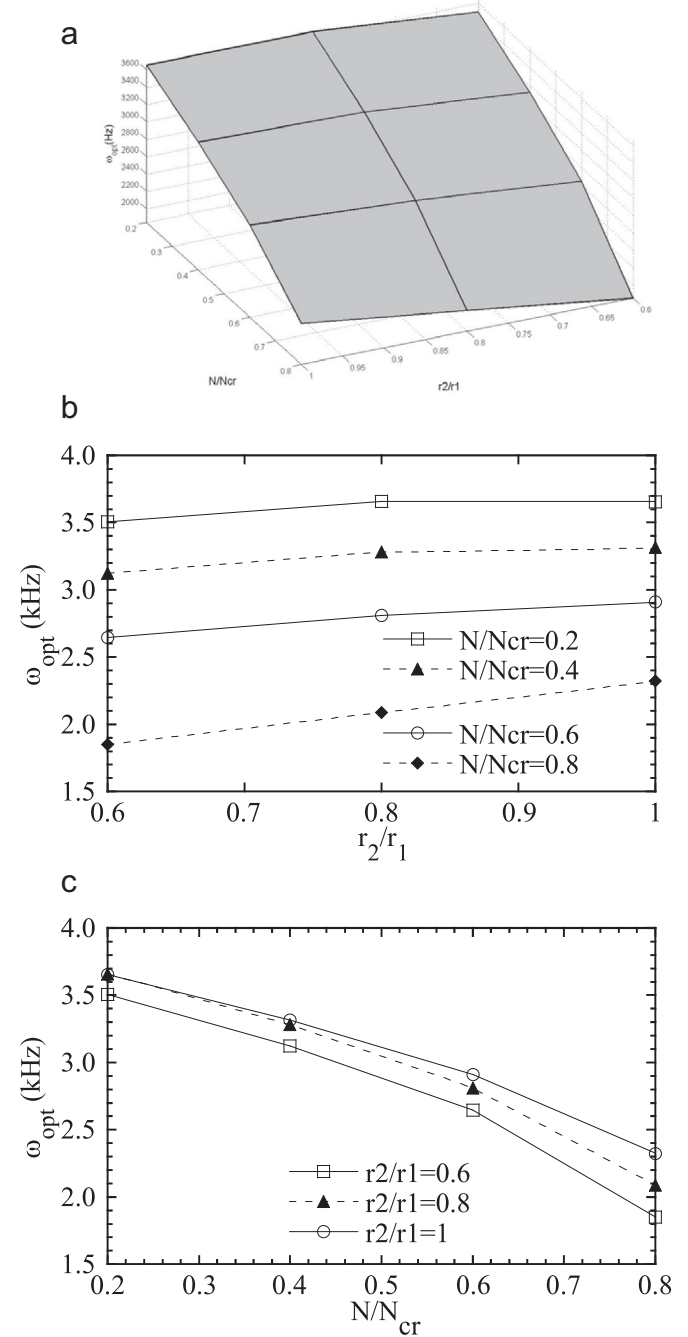 a
3600
3400
3200
3000
2800
2600
2400
2200
2000
ωopt(Hz)
0.2
0.3
0.4
0.5
0.6
0.7
0.8
N/Ncr
1
0.95
0.9
0.85
0.8
0.75
0.7
0.65
0.6
r2/r1
b
4.0
3.5
3.0
2.5
2.0
1.5
ωopt (kHz)
N/Ncr=0.2
N/Ncr=0.4
N/Ncr=0.6
N/Ncr=0.8
0.6 0.7 0.8 0.9 1
r2/r1
c
4.0
3.5
3.0
2.5
2.0
1.5
ωopt (kHz)
r2/r1=0.6
r2/r1=0.8
r2/r1=1
0.2 0.3 0.4 0.5 0.6 0.7 0.8
N/Ncr